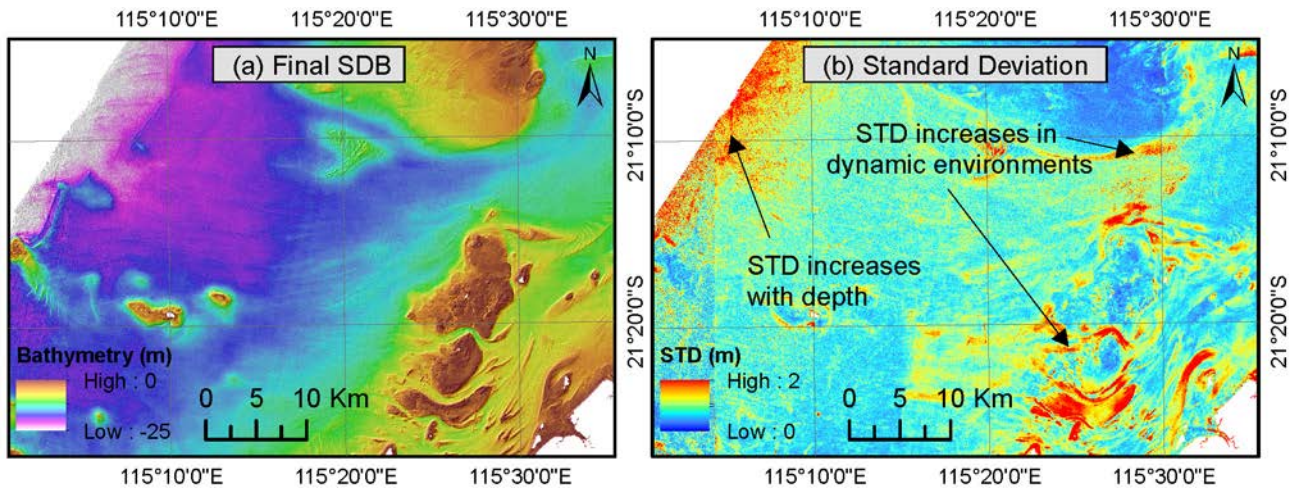 115°10'0"E 115°20'0"E 115°30'0"E 115°10'0"E 115°20'0"E 115°30'0"E
(a) Final SDB
N
(b) Standard Deviation
N
21°10'0"S
21°10'0"S
STD increases in
dynamic environments
STD increases
with depth
21°20'0"S
21°20'0"S
Bathymetry (m)
High : 0
Low : -25
0 5 10 Km
STD (m)
High : 2
Low : 0
0 5 10 Km
115°10'0"E 115°20'0"E 115°30'0"E 115°10'0"E 115°20'0"E 115°30'0"E